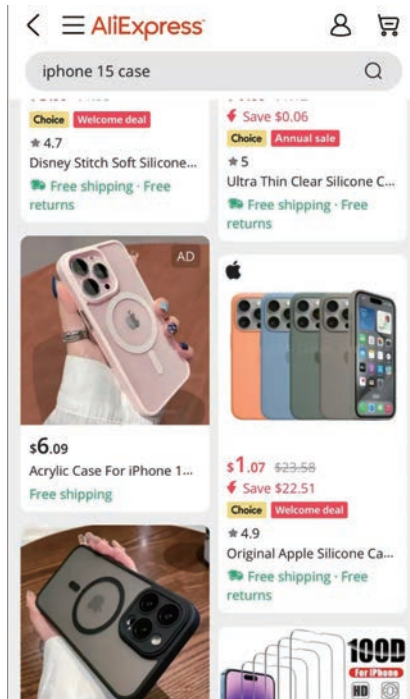 AliExpress
iphone 15 case
Choice Welcome deal
★ 4.7
Disney Stitch Soft Silicone...
Free shipping · Free
returns
AD
$6.09
Acrylic Case For iPhone 1...
Free shipping
Save $0.06
Choice Annual sale
★ 5
Ultra Thin Clear Silicone C...
Free shipping · Free
returns
$1.07 $23.58
Save $22.51
Choice Welcome deal
★ 4.9
Original Apple Silicone Ca...
Free shipping · Free
returns
100D
For iPhone
HD